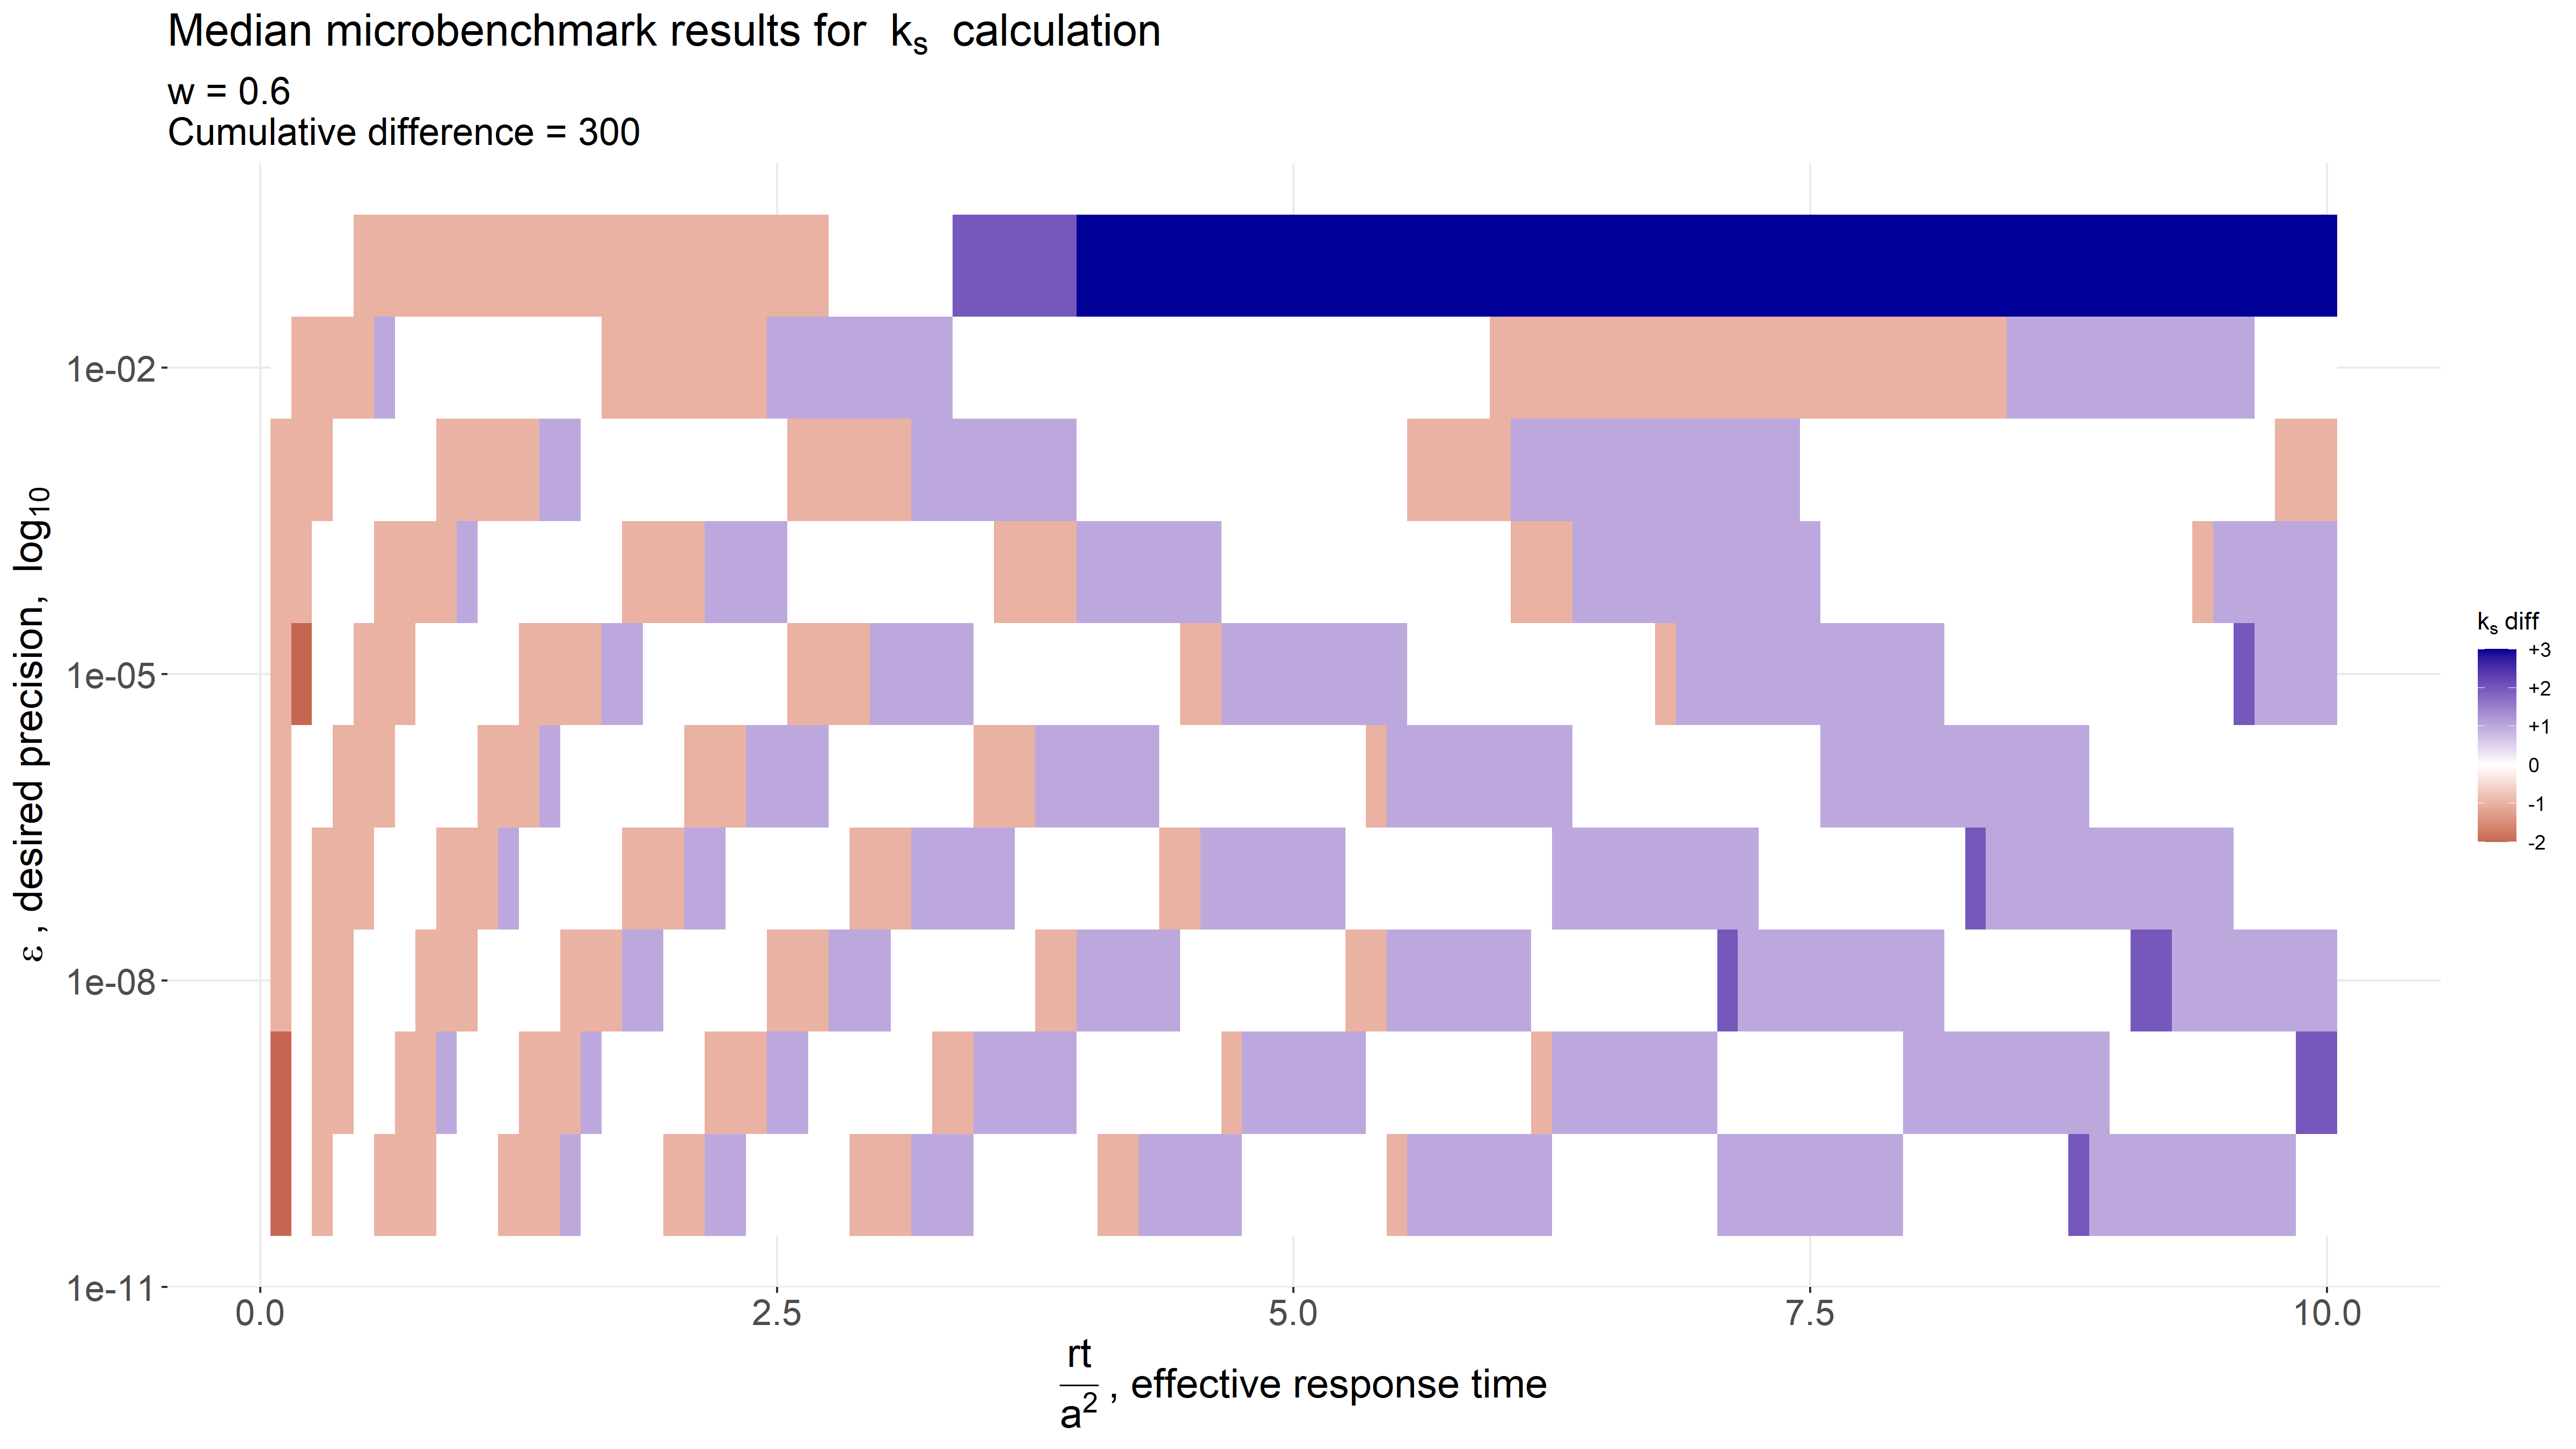 Median microbenchmark results for kₛ calculation
w = 0.6
Cumulative difference = 300
ε , desired precision, log₁₀
1e-02
1e-05
1e-08
1e-11
0.0 2.5 5.0 7.5 10.0
rt
a² , effective response time
kₛ diff
+3
+2
+1
0
-1
-2